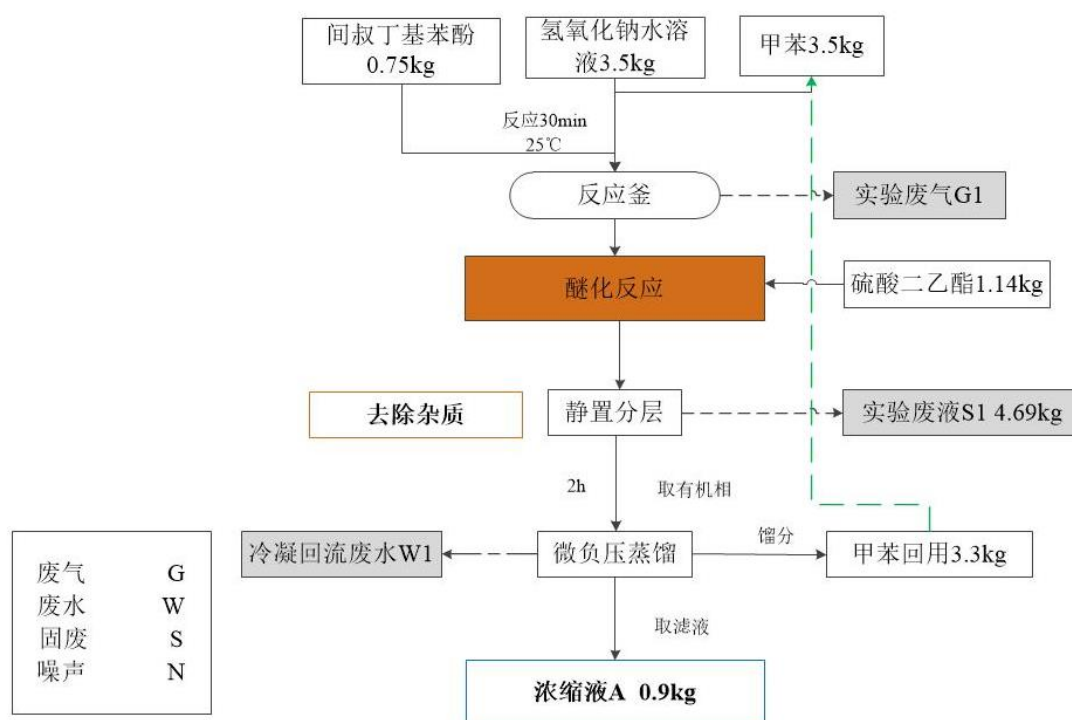 间叔丁基苯酚
0.75kg
氢氧化钠水溶
液3.5kg
甲苯3.5kg
反应30min
25℃
反应釜
实验废气G1
醚化反应
硫酸二乙酯1.14kg
去除杂质
静置分层
实验废液S1 4.69kg
2h
取有机相
冷凝回流废水W1
微负压蒸馏
馏分
甲苯回用3.3kg
取滤液
浓缩液A 0.9kg
废气 G
废水 W
固废 S
噪声 N